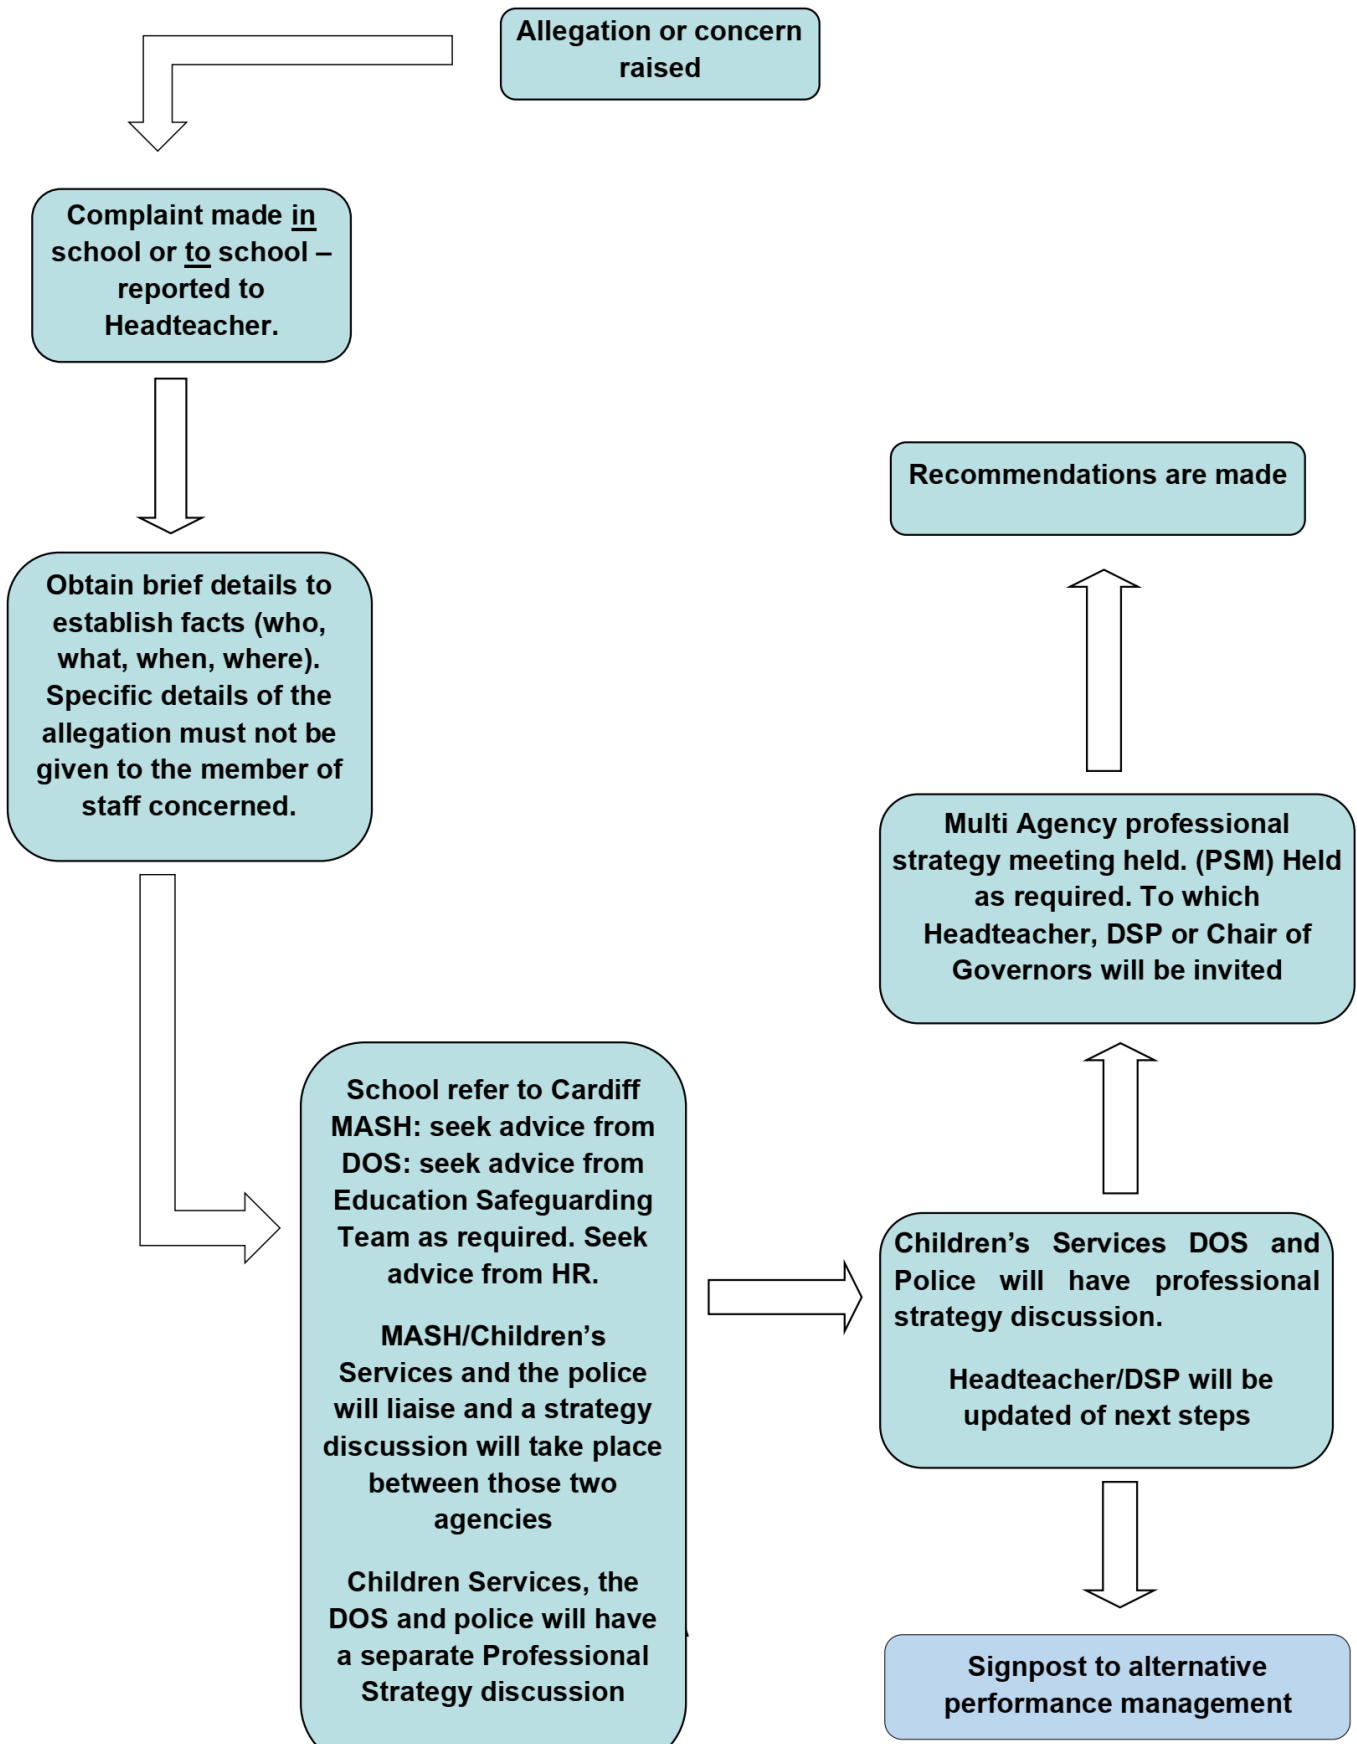 Allegation or concern
raised
Complaint made in
school or to school –
reported to
Headteacher.
Obtain brief details to
establish facts (who,
what, when, where).
Specific details of the
allegation must not be
given to the member of
staff concerned.
School refer to Cardiff
MASH: seek advice from
DOS: seek advice from
Education Safeguarding
Team as required. Seek
advice from HR.
MASH/Children’s
Services and the police
will liaise and a strategy
discussion will take place
between those two
agencies
Children Services, the
DOS and police will have
a separate Professional
Strategy discussion
Children’s Services DOS and
Police will have professional
strategy discussion.
Headteacher/DSP will be
updated of next steps
Multi Agency professional
strategy meeting held. (PSM) Held
as required. To which
Headteacher, DSP or Chair of
Governors will be invited
Recommendations are made
Signpost to alternative
performance management